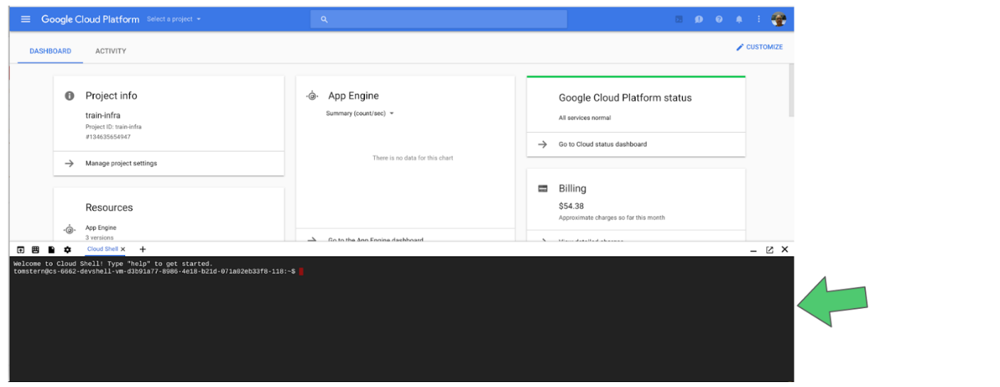 Google Cloud Platform Select a project
DASHBOARD ACTIVITY CUSTOMIZE
Project info
train-infra
Project ID: train-infra
#134635654947
Manage project settings
Resources
App Engine
3 versions
App Engine
Summary (count/sec)
There is no data for this chart
Go to the App Engine dashboard
Google Cloud Platform status
All services normal
Go to Cloud status dashboard
Billing
$54.38
Approximate charges so far this month
View detailed charges
Cloud Shell × +
Welcome to Cloud Shell! Type "help" to get started.
tomstern@cs-6662-devshell-vm-d3b91a77-8986-4e18-b21d-071a02eb33f8-118:~$